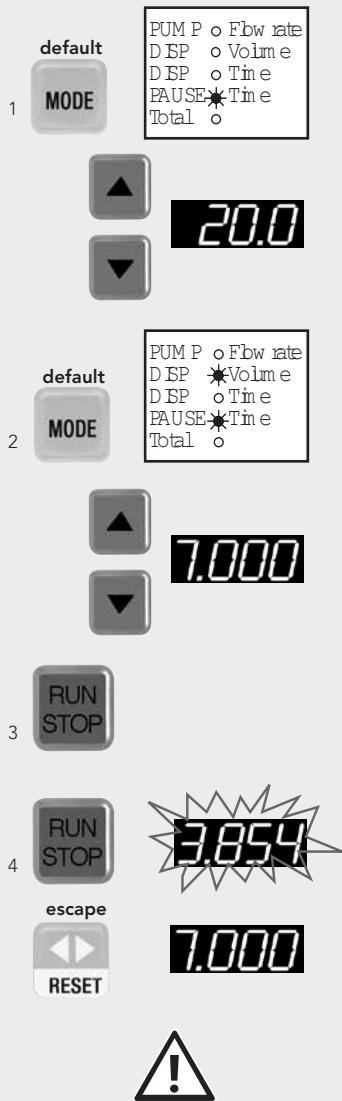 PUMP Flow rate
default
DISP Volume
DISP Time
MODE
PAUSE Time
1
Total
20.0
PUMP Flow rate
default
DISP Volume
DISP Time
MODE
PAUSE Time
2
Total
7.000
RUN
STOP
3
RUN
STOP
3.854
4
escape
7.000
RESET
!